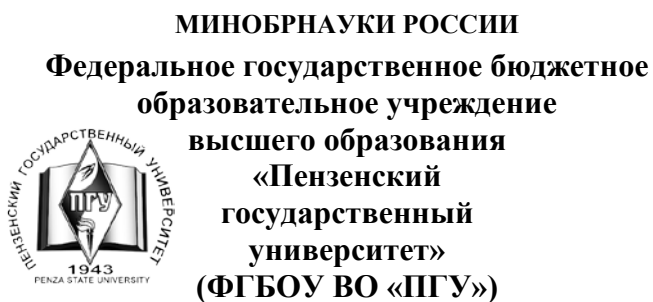 МИНОБРНАУКИ РОССИИ
Федеральное государственное бюджетное
образовательное учреждение
высшего образования
«Пензенский
государственный
университет»
(ФГБОУ ВО «ПГУ»)
ПЕНЗЕНСКИЙ ГОСУДАРСТВЕННЫЙ УНИВЕРСИТЕТ
ПГУ
1943
PENZA STATE UNIVERSITY